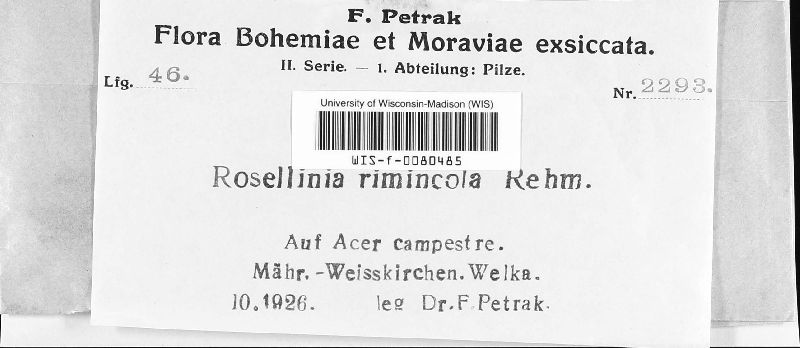 F. Petrak
Flora Bohemiae et Moraviae exsiccata.
II. Serie. — 1. Abteilung: Pilze.
Lfg. 46.
Nr. 2293.
University of Wisconsin-Madison (WIS)
WIS-f-0080485
Rosellinia rimincola Rehm.
Auf Acer campestre.
Mähr.-Weisskirchen. Welka.
10.1926. leg Dr. F. Petrak.